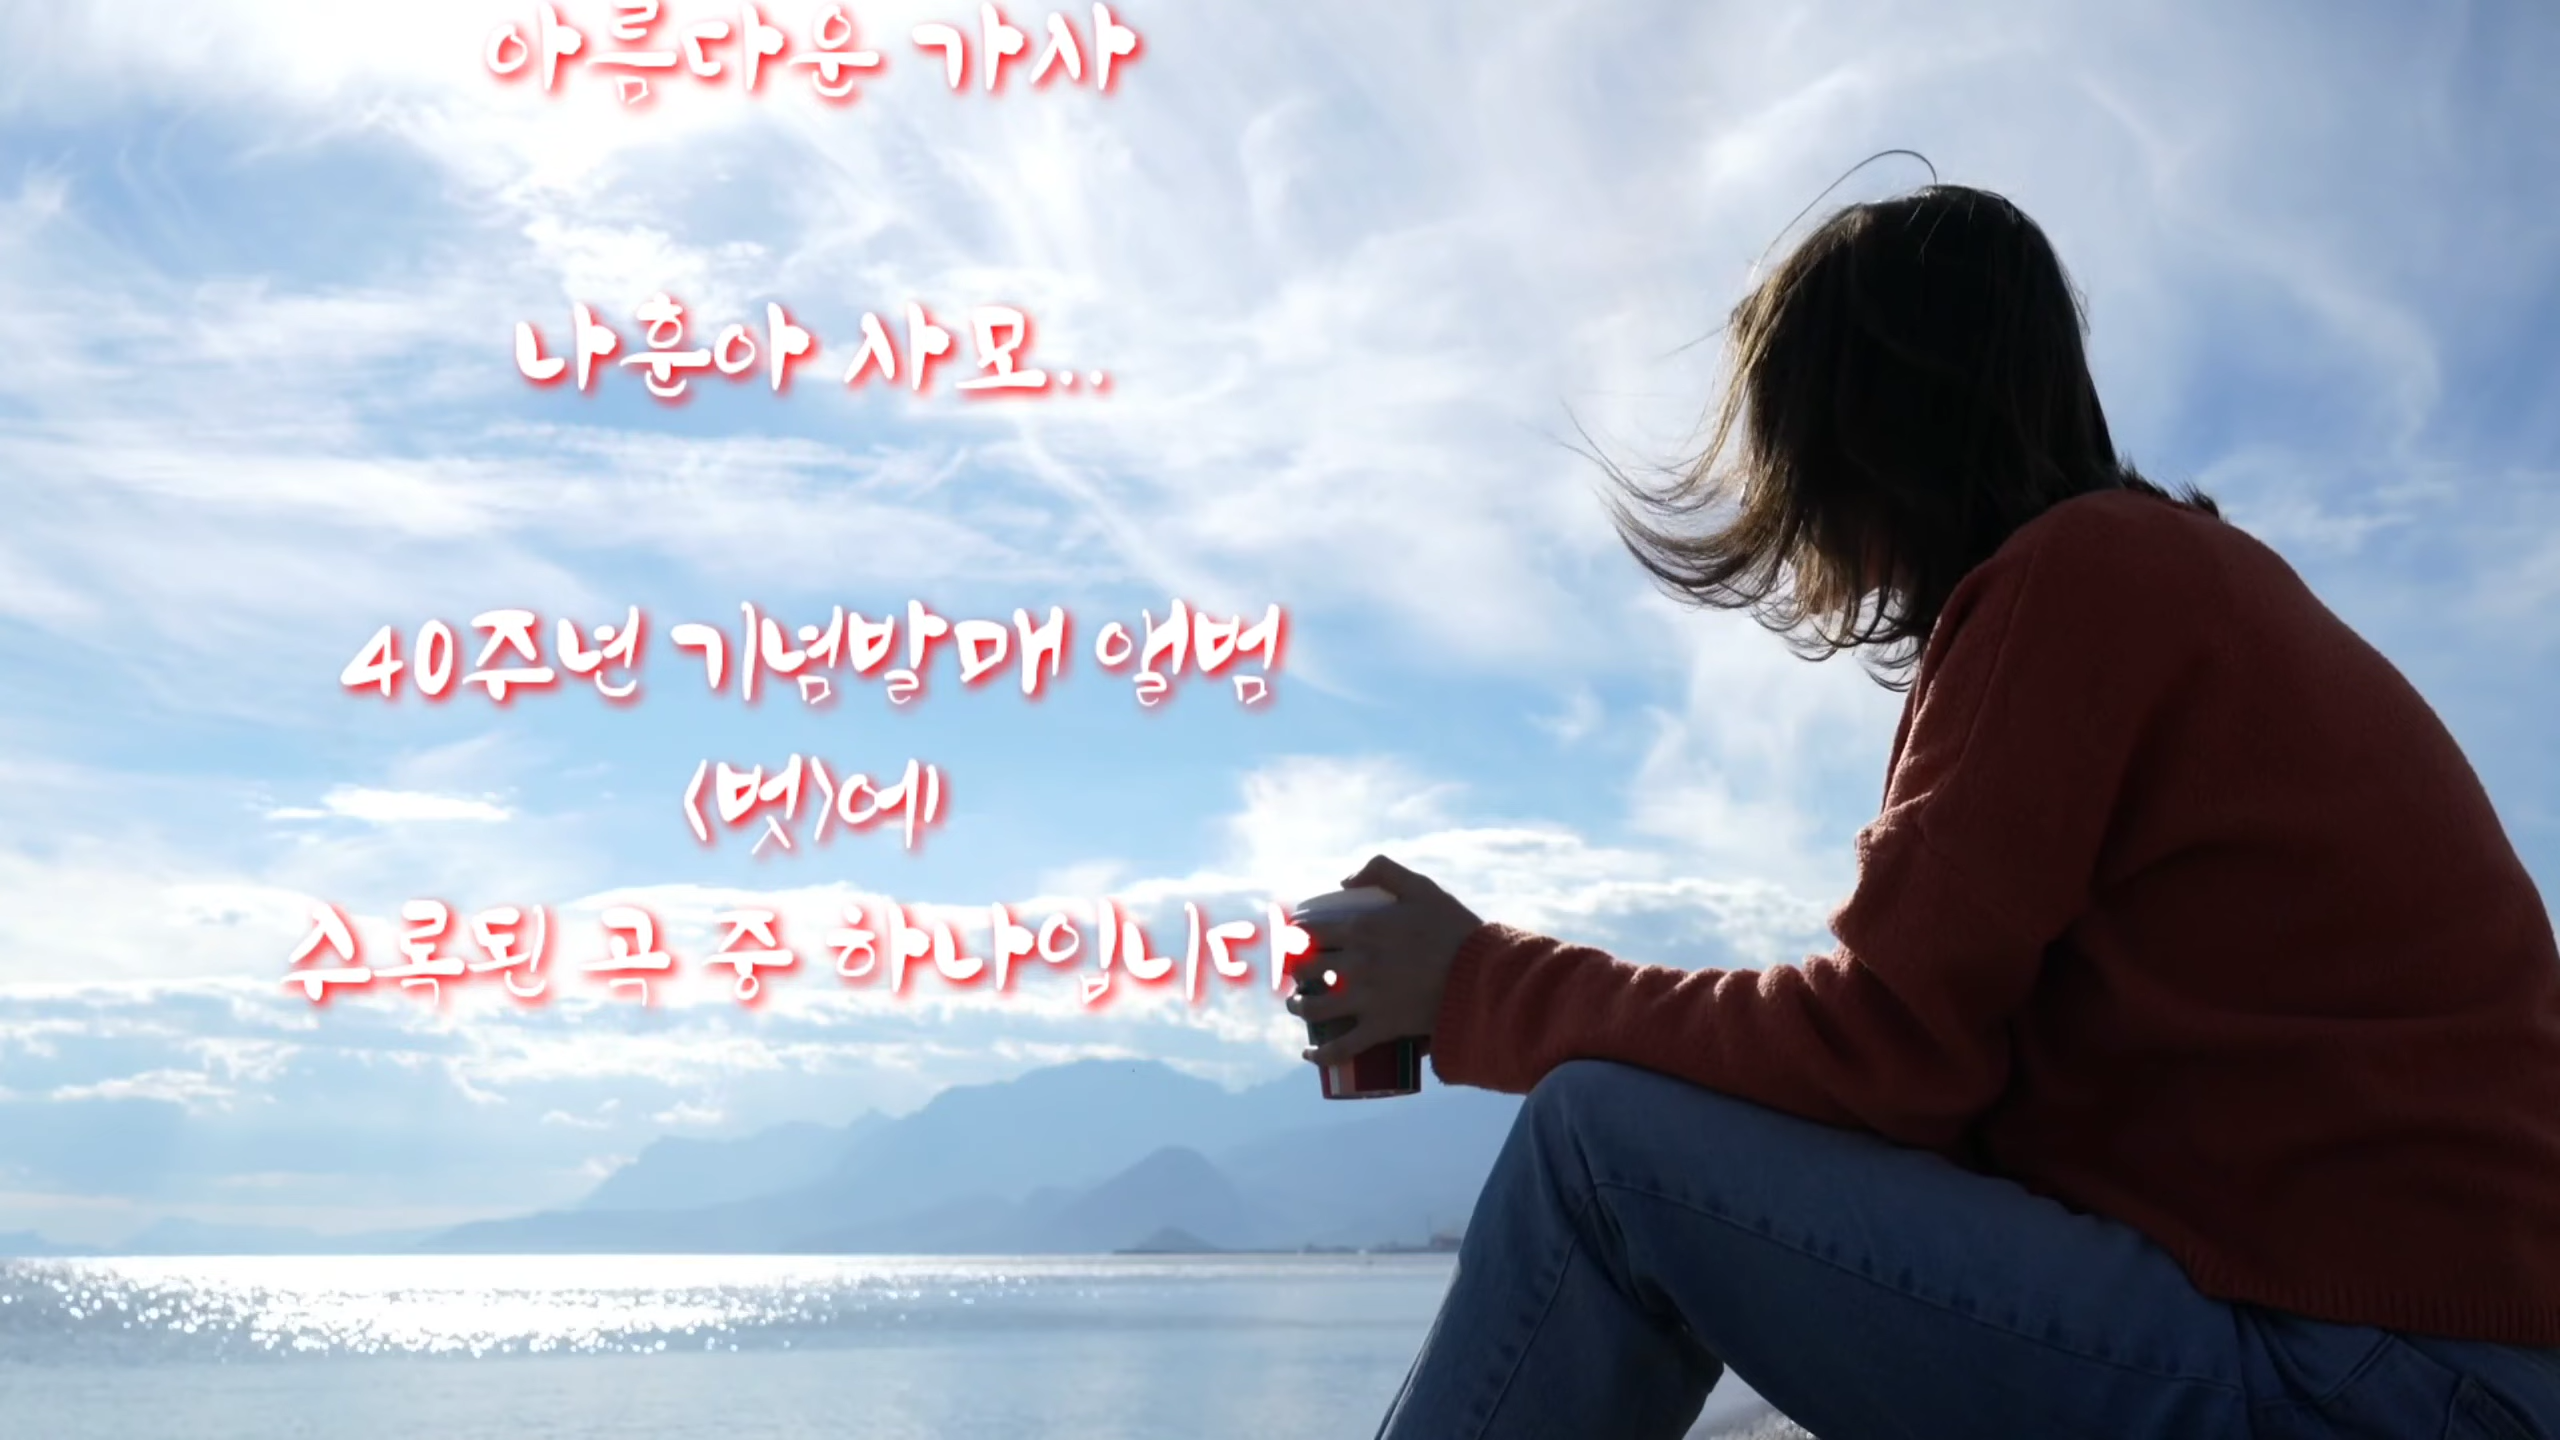 아름다운 가사
나훈아 사모..
40주년 기념발매 앨범
<벗>에
수록된 곡 중 하나입니다.